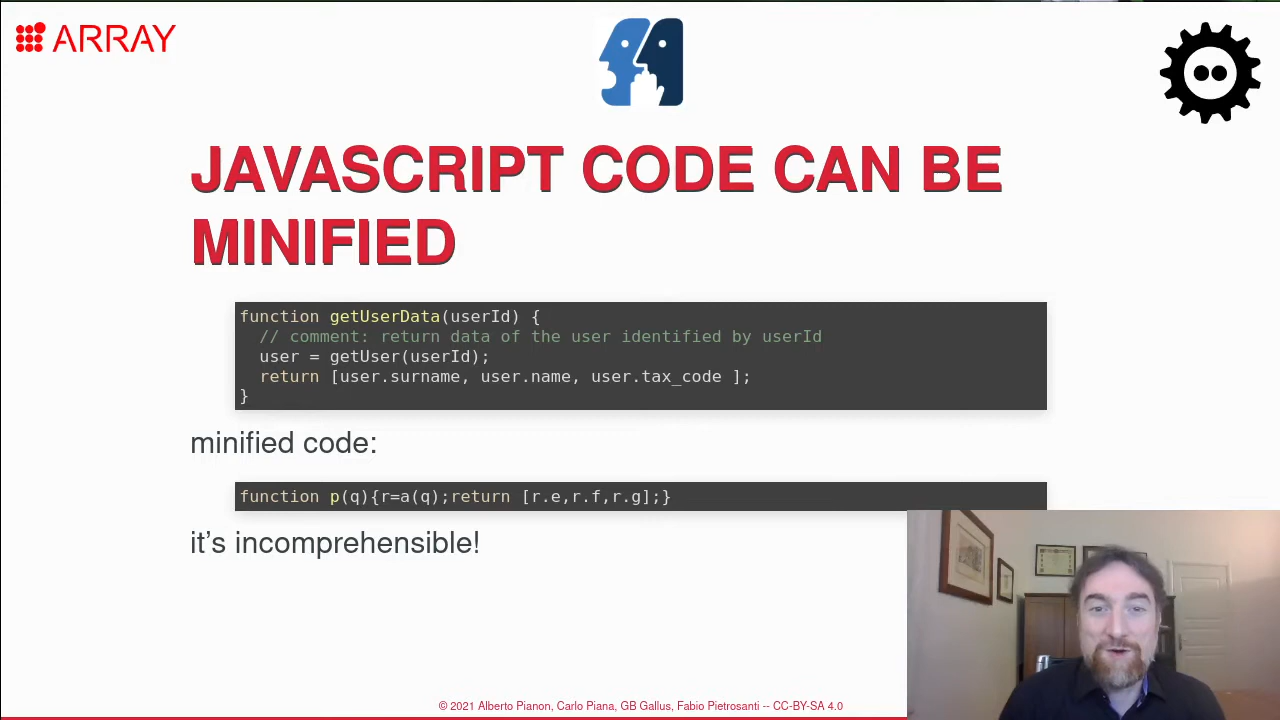 ARRAY
JAVASCRIPT CODE CAN BE
MINIFIED
function getUserData(userId) {
// comment: return data of the user identified by userId
user = getUser(userId);
return [user.surname, user.name, user.tax_code ];
}
minified code:
function p(q){r=a(q);return [r.e,r.f,r.g];}
it’s incomprehensible!
© 2021 Alberto Pianon, Carlo Piana, GB Gallus, Fabio Pietrosanti -- CC-BY-SA 4.0